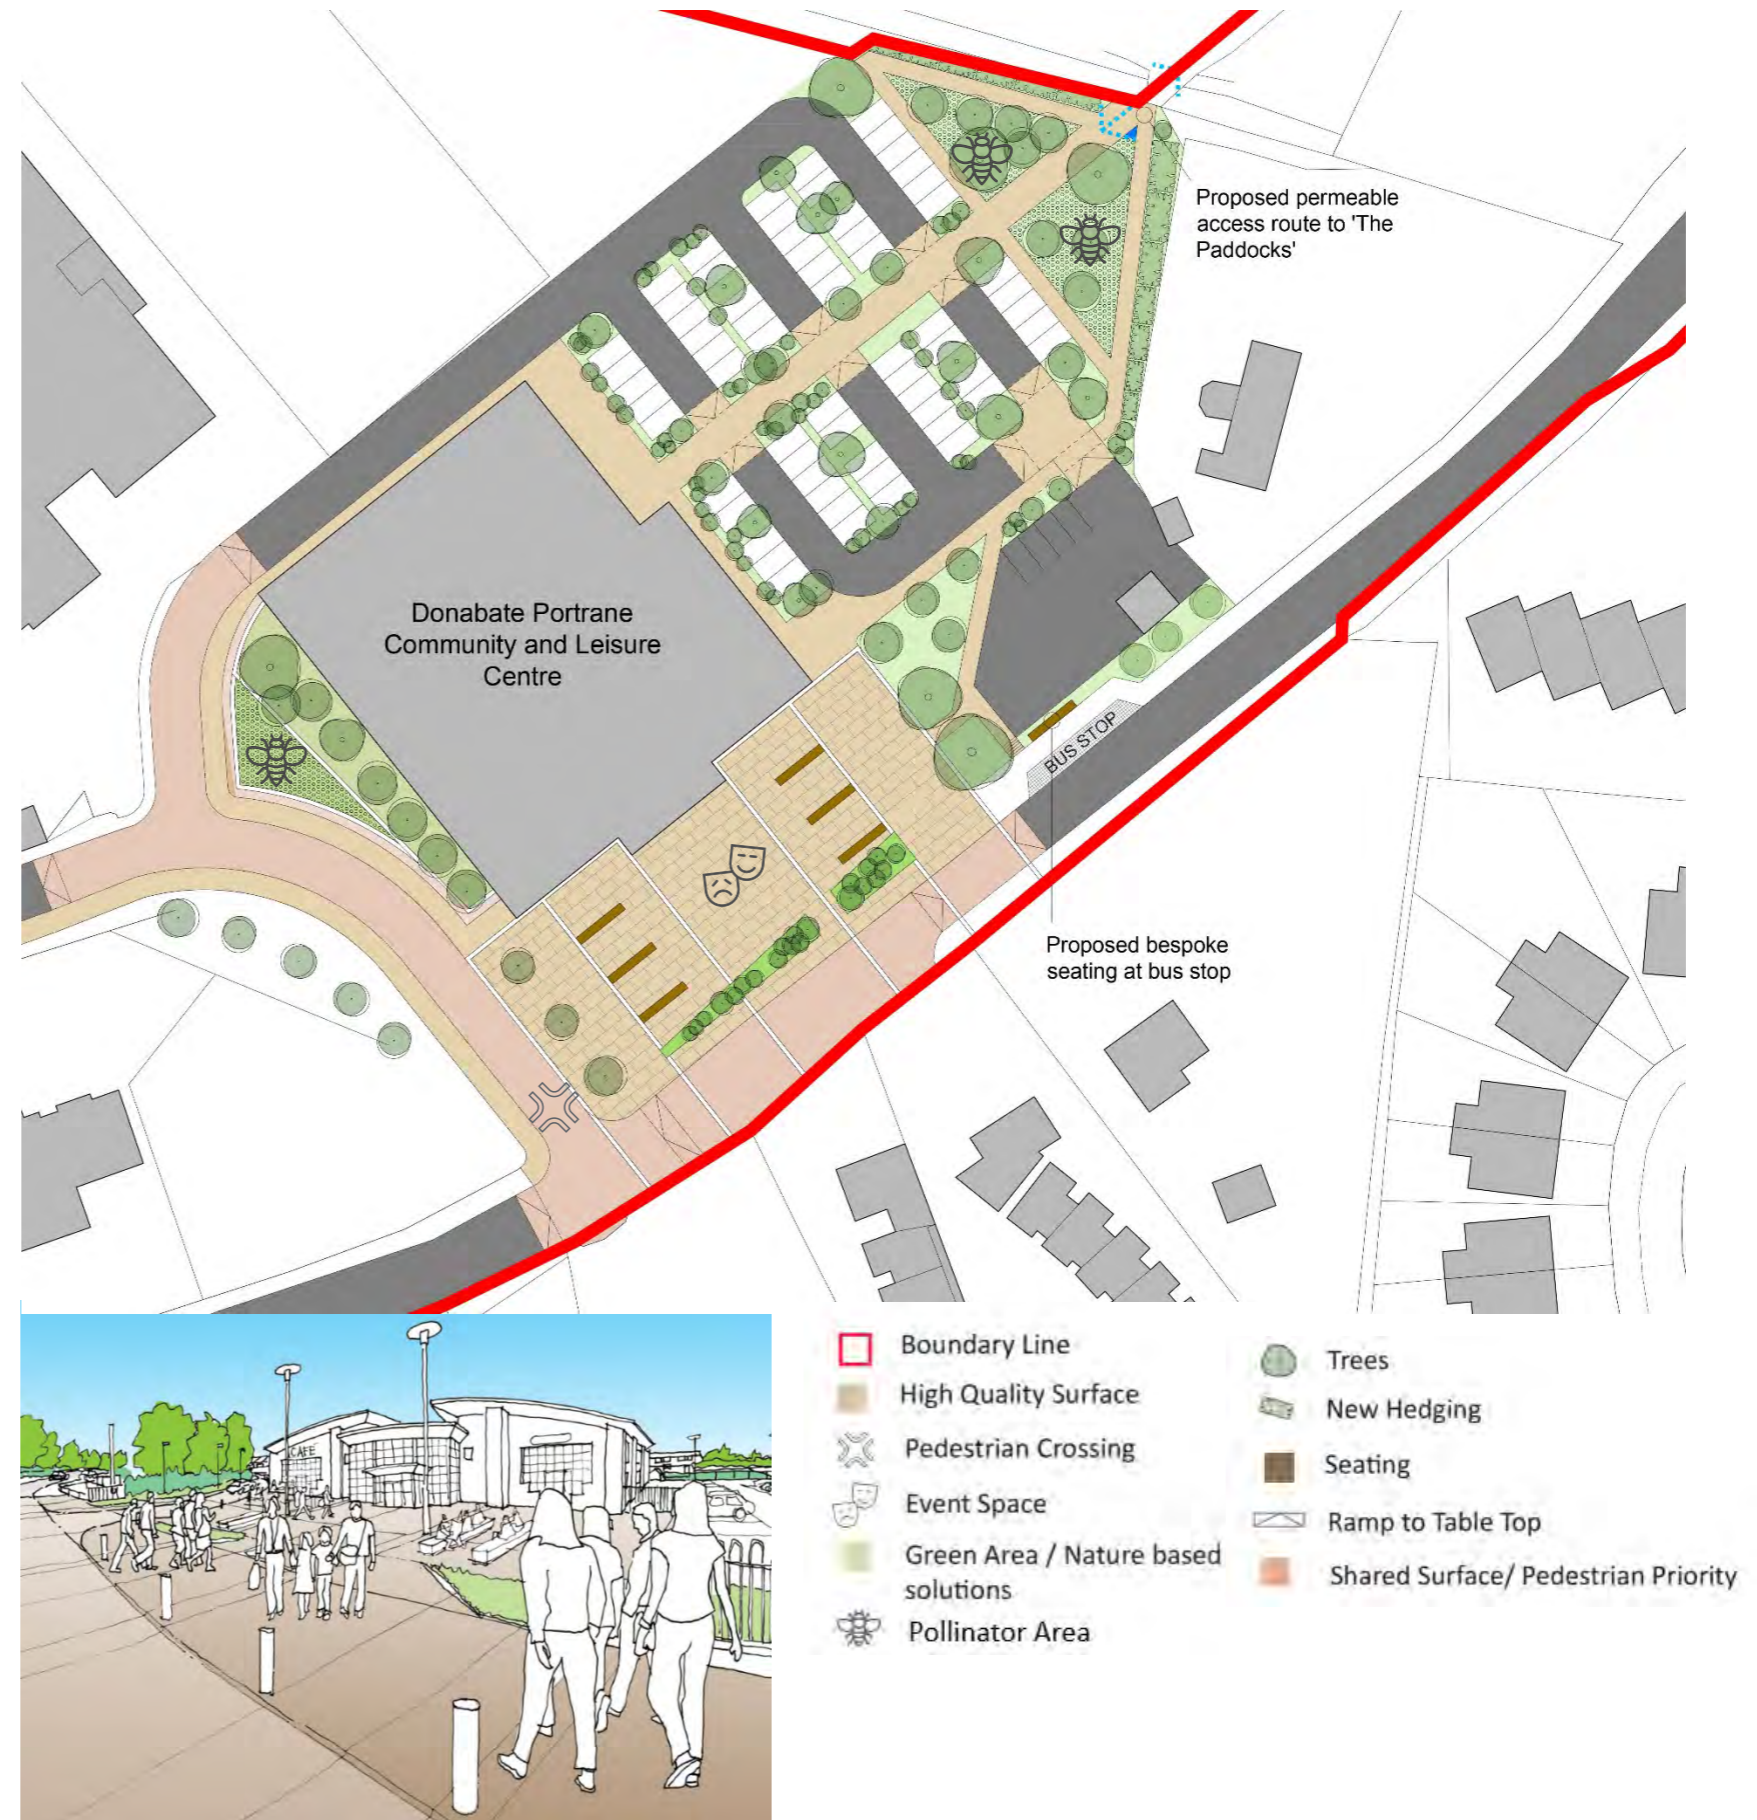 Proposed permeable
access route to 'The
Paddocks'
Donabate Portrane
Community and Leisure
Centre
BUS STOP
Proposed bespoke
seating at bus stop
CAFE
Boundary Line
High Quality Surface
Pedestrian Crossing
Event Space
Green Area / Nature based
solutions
Pollinator Area
Trees
New Hedging
Seating
Ramp to Table Top
Shared Surface/ Pedestrian Priority